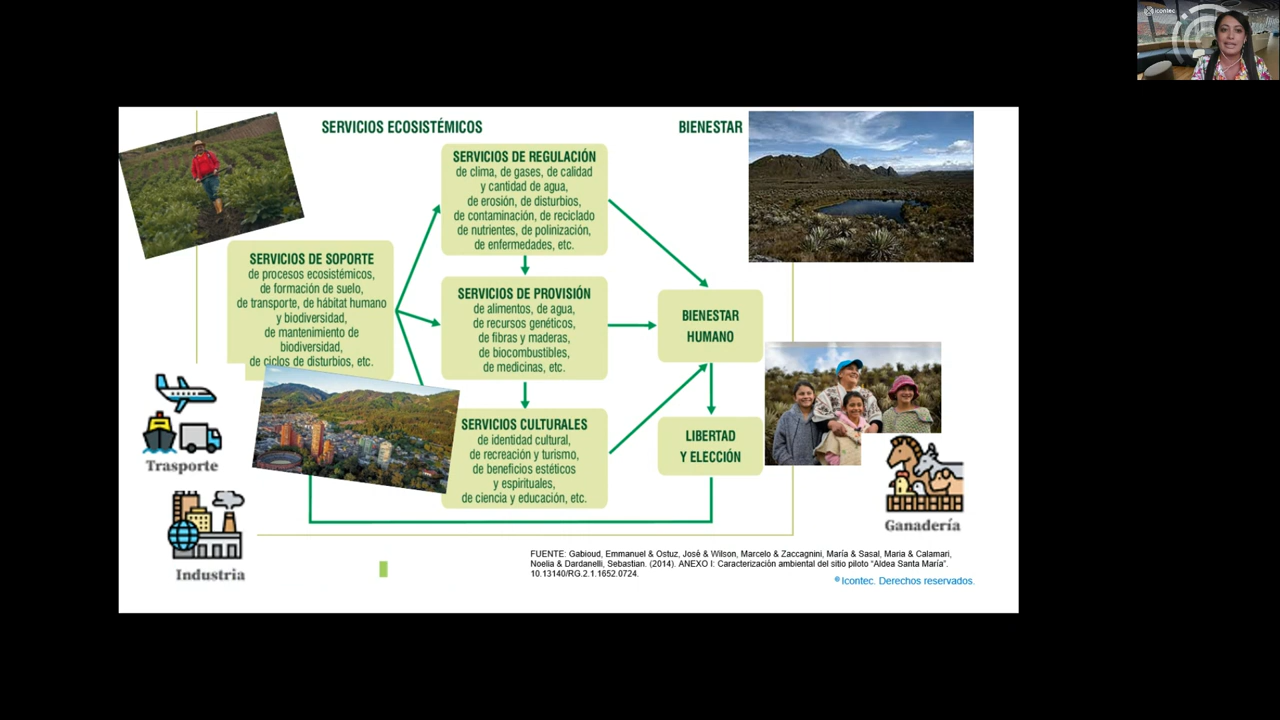 icontec
SERVICIOS ECOSISTÉMICOS
BIENESTAR
SERVICIOS DE REGULACIÓN
de clima, de gases, de calidad
y cantidad de agua,
de erosión, de disturbios,
de contaminación, de reciclado
de nutrientes, de polinización,
de enfermedades, etc.
SERVICIOS DE SOPORTE
de procesos ecosistémicos,
de formación de suelo,
de transporte, de hábitat humano
y biodiversidad,
de mantenimiento de
biodiversidad,
de ciclos de disturbios, etc.
SERVICIOS DE PROVISIÓN
de alimentos, de agua,
de recursos genéticos,
de fibras y maderas,
de biocombustibles,
de medicinas, etc.
BIENESTAR
HUMANO
SERVICIOS CULTURALES
de identidad cultural,
de recreación y turismo,
de beneficios estéticos
y espirituales,
de ciencia y educación, etc.
LIBERTAD
Y ELECCIÓN
Trasporte
Industria
Ganadería
FUENTE: Gabioud, Emmanuel & Ostuz, José & Wilson, Marcelo & Zaccagnini, María & Sasal, Maria & Calamari,
Noelia & Dardanelli, Sebastian. (2014). ANEXO I: Caracterización ambiental del sitio piloto “Aldea Santa María”.
10.13140/RG.2.1.1652.0724.
® Icontec. Derechos reservados.